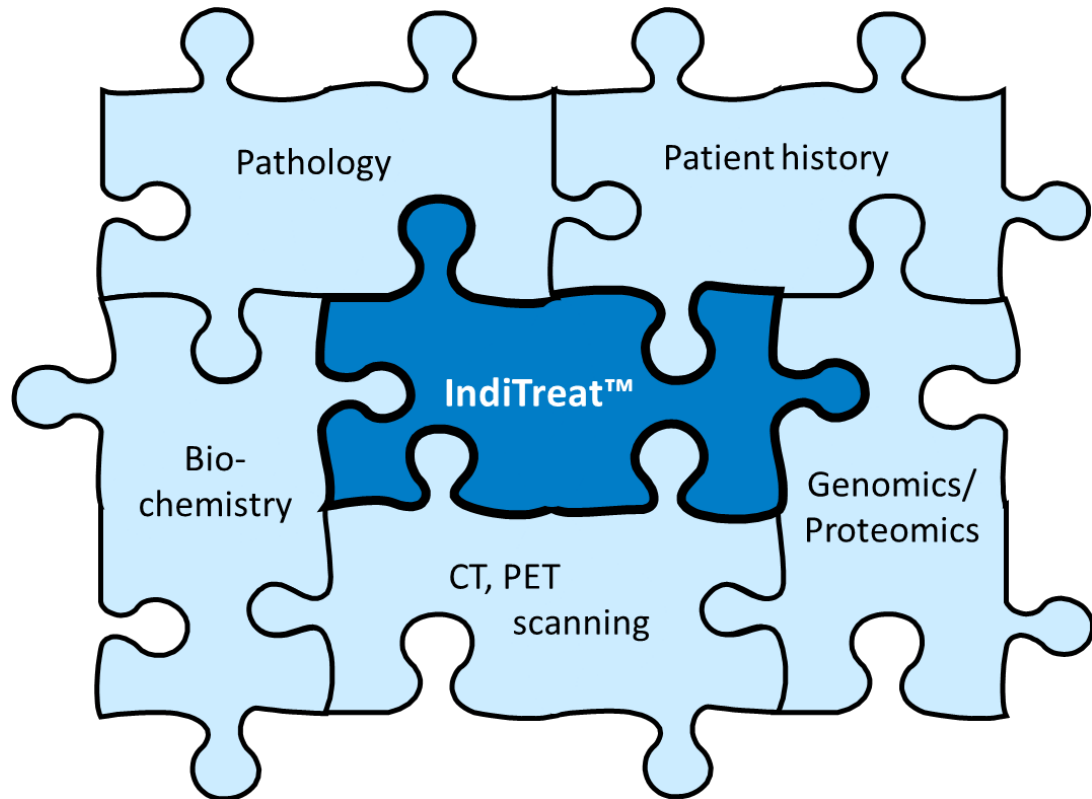 Pathology
Patient history
IndiTreat™
Bio-
chemistry
Genomics/
Proteomics
CT, PET
scanning